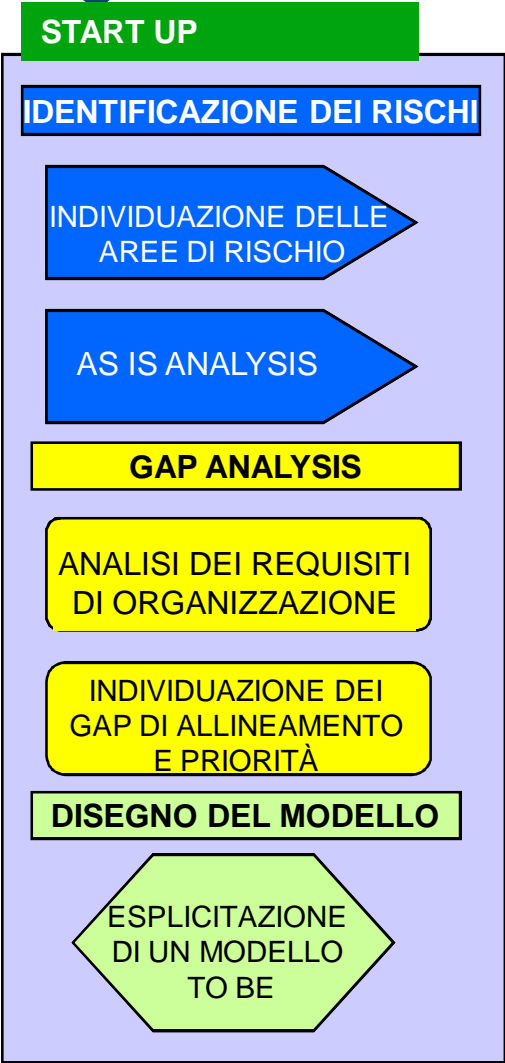 START UP
IDENTIFICAZIONE DEI RISCHI
INDIVIDUAZIONE DELLE
AREE DI RISCHIO
AS IS ANALYSIS
GAP ANALYSIS
ANALISI DEI REQUISITI
DI ORGANIZZAZIONE
INDIVIDUAZIONE DEI
GAP DI ALLINEAMENTO
E PRIORITÀ
DISEGNO DEL MODELLO
ESPLICITAZIONE
DI UN MODELLO
TO BE